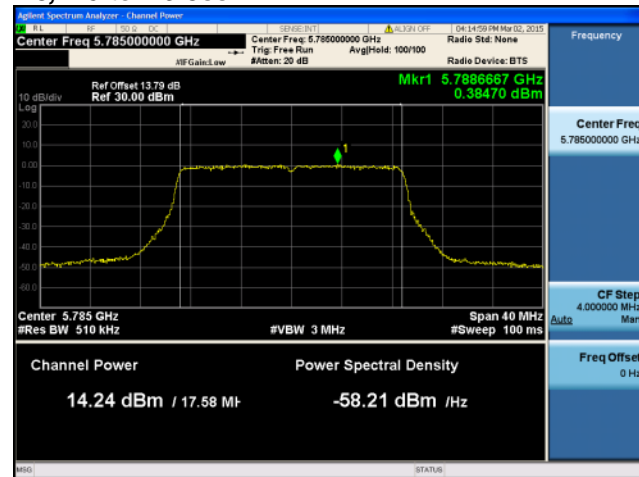 Agilent Spectrum Analyzer - Channel Power
RL RF 50 Ω DC SENSE:INT ALIGN OFF 04:14:59 PM Mar 02, 2015
Center Freq 5.785000000 GHz
Center Freq: 5.785000000 GHz
Radio Std: None
Trig: Free Run Avg|Hold: 100/100
#IFGain:Low #Atten: 20 dB Radio Device: BTS
Ref Offset 13.79 dB
10 dB/div Ref 30.00 dBm
Mkr1 5.7886667 GHz
0.38470 dBm
Log
20.0
10.0
0.00
-10.0
-20.0
-30.0
-40.0
-50.0
-60.0
1
Center 5.785 GHz Span 40 MHz
#Res BW 510 kHz #VBW 3 MHz #Sweep 100 ms
Channel Power Power Spectral Density
14.24 dBm / 17.58 MH -58.21 dBm /Hz
MSG STATUS
Frequency
Center Freq
5.785000000 GHz
CF Step
4.000000 MHz
Auto Man
Freq Offset
0 Hz